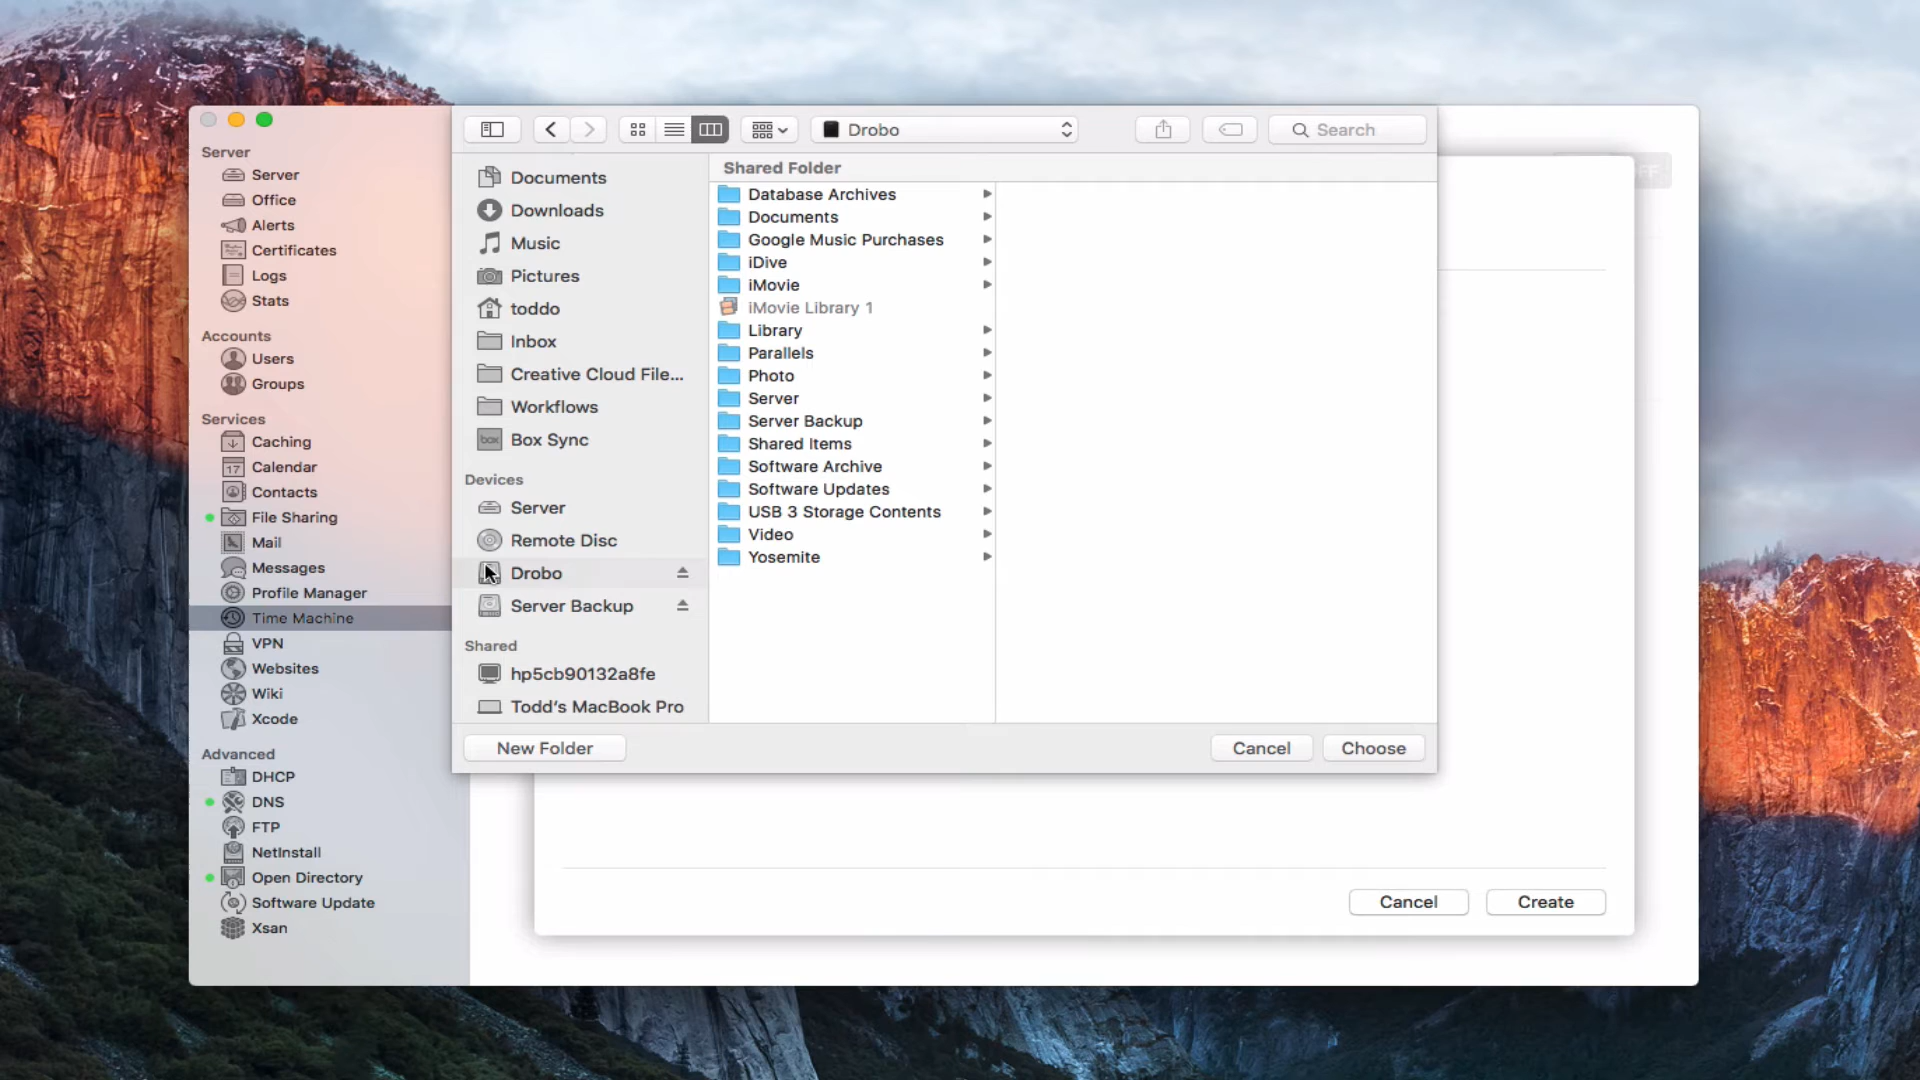 Server
Server
Office
Alerts
Certificates
Logs
Stats
Accounts
Users
Groups
Services
Caching
17
Calendar
Contacts
File Sharing
Mail
Messages
Profile Manager
Time Machine
VPN
Websites
Wiki
Xcode
Advanced
DHCP
DNS
FTP
NetInstall
Open Directory
Software Update
Xsan
Drobo
Search
Documents
Downloads
Music
Pictures
toddo
Inbox
Creative Cloud File...
Workflows
box
Box Sync
Devices
Server
Remote Disc
Drobo
Server Backup
Shared
hp5cb90132a8fe
Todd's MacBook Pro
Shared Folder
Database Archives
Documents
Google Music Purchases
iDive
iMovie
iMovie Library 1
Library
Parallels
Photo
Server
Server Backup
Shared Items
Software Archive
Software Updates
USB 3 Storage Contents
Video
Yosemite
New Folder
Cancel
Choose
Cancel
Create